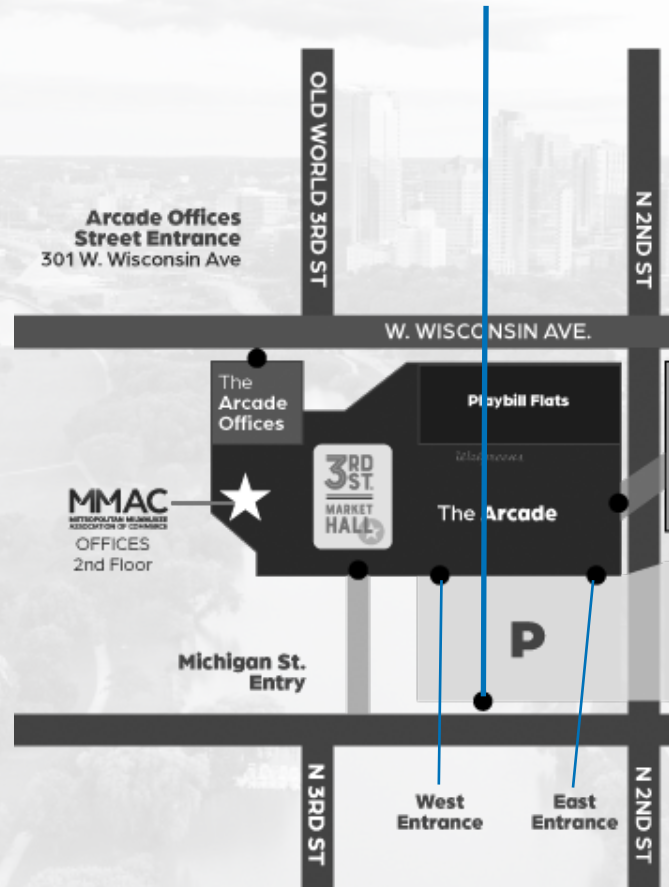 OLD WORLD 3RD ST
N 2ND ST
Arcade Offices
Street Entrance
301 W. Wisconsin Ave
W. WISCONSIN AVE.
The
Arcade
Offices
Playbill Flats
Walgreens
3RD
ST.
MARKET
HALL
The Arcade
MMAC
METROPOLITAN MILWAUKEE
ASSOCIATION OF COMMERCE
OFFICES
2nd Floor
P
Michigan St.
Entry
N 3RD ST
West
Entrance
East
Entrance
N 2ND ST